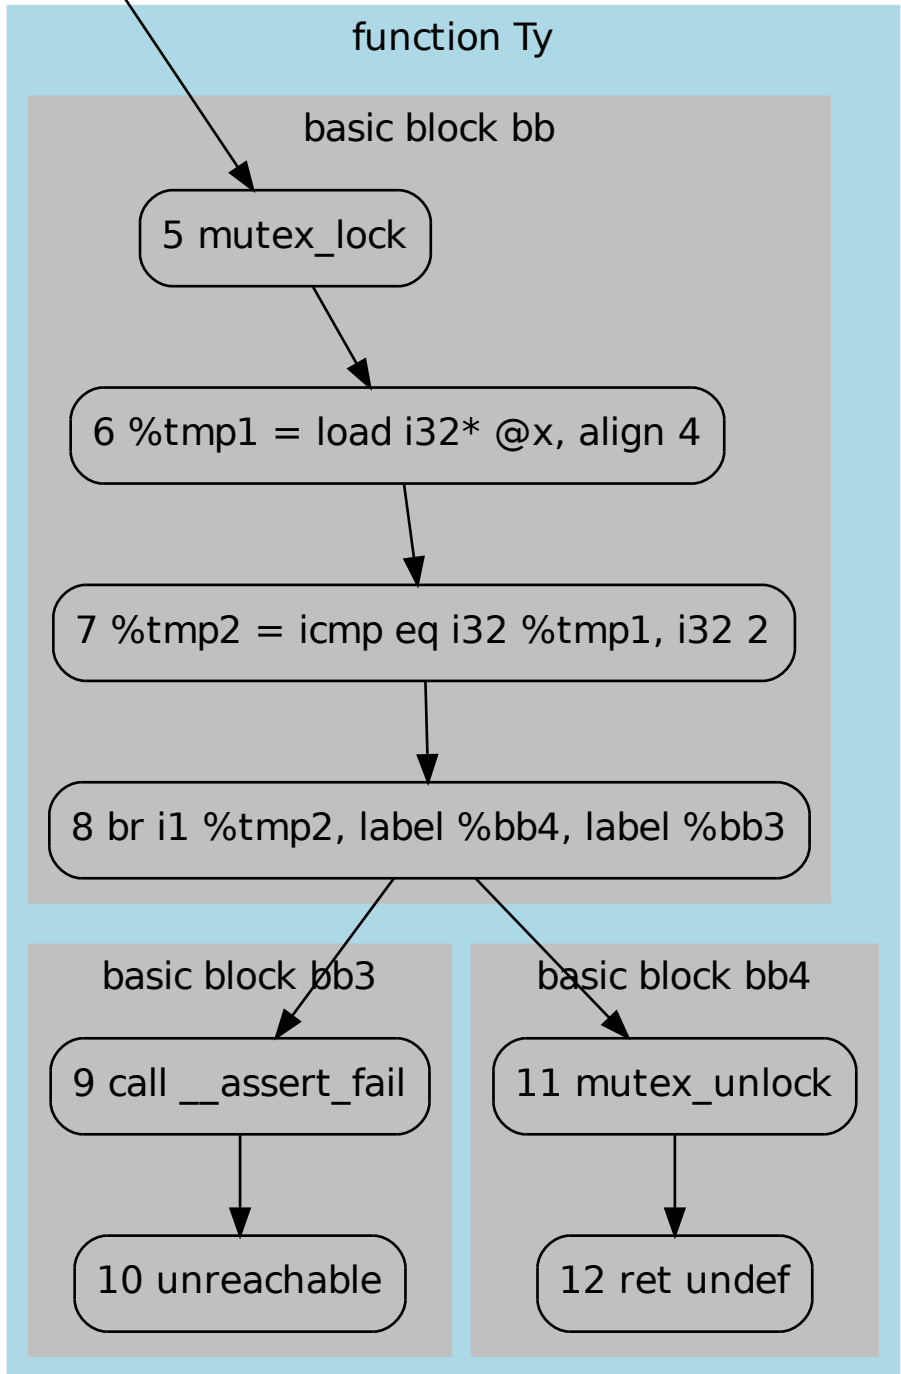 function Ty
basic block bb
5 mutex_lock
6 %tmp1 = load i32* @x, align 4
7 %tmp2 = icmp eq i32 %tmp1, i32 2
8 br i1 %tmp2, label %bb4, label %bb3
basic block bb3
9 call __assert_fail
10 unreachable
basic block bb4
11 mutex_unlock
12 ret undef